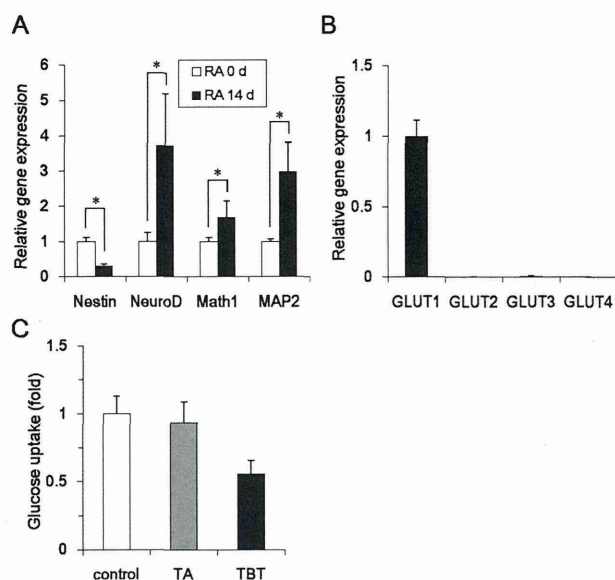 A
Relative gene expression
6
5
4
3
2
1
0
RA 0 d
RA 14 d
*
*
*
*
Nestin NeuroD Math1 MAP2
B
Relative gene expression
1.5
1
0.5
0
GLUT1 GLUT2 GLUT3 GLUT4
C
Glucose uptake (fold)
1.5
1
0.5
0
control TA TBT